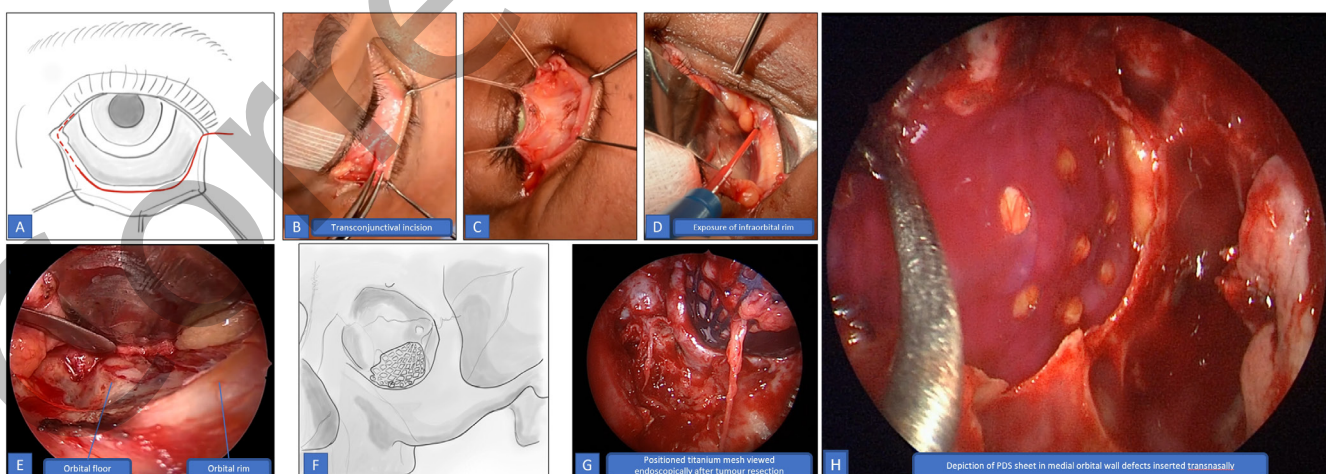 A
B
Transconjunctival incision
C
D
Exposure of infraorbital rim
E
Orbital floor
Orbital rim
F
G
Positioned titanium mesh viewed
endoscopically after tumour resection
H
Depiction of PDS sheet in medial orbital wall defects inserted transnasally